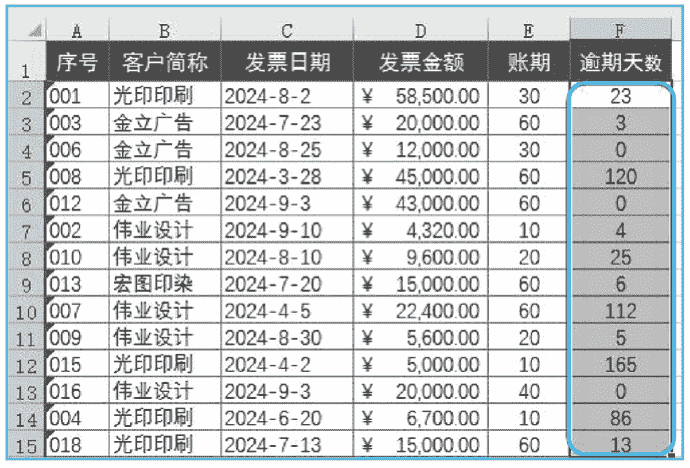 A B C D E F
1 序号 客户简称 发票日期 发票金额 账期 逾期天数
2 001 光印印刷 2024-8-2 ¥ 58,500.00 30 23
3 003 金立广告 2024-7-23 ¥ 20,000.00 60 3
4 006 金立广告 2024-8-25 ¥ 12,000.00 30 0
5 008 光印印刷 2024-3-28 ¥ 45,000.00 60 120
6 012 金立广告 2024-9-3 ¥ 43,000.00 60 0
7 002 伟业设计 2024-9-10 ¥ 4,320.00 10 4
8 010 伟业设计 2024-8-10 ¥ 9,600.00 20 25
9 013 宏图印染 2024-7-20 ¥ 15,000.00 60 6
10 007 伟业设计 2024-4-5 ¥ 22,400.00 60 112
11 009 伟业设计 2024-8-30 ¥ 5,600.00 20 5
12 015 光印印刷 2024-4-2 ¥ 5,000.00 10 165
13 016 伟业设计 2024-9-3 ¥ 20,000.00 40 0
14 004 光印印刷 2024-6-20 ¥ 6,700.00 10 86
15 018 光印印刷 2024-7-13 ¥ 15,000.00 60 13